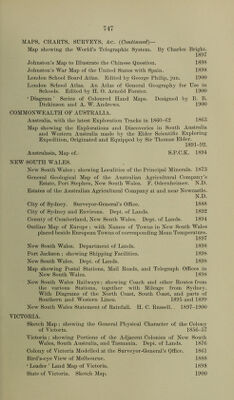 747
MAPS, CHARTS, SURVEYS, &c. (Continued)—
Map showing the World's Telegraphic System. By Charles Bright.
1897
Johnston's Map to Illustrate the Chinese Question. 1898
Johnston's War Map of the United States with Spain. 1898
London School Board Atlas. Edited by George Philip, jun. 1900
London School Atlas. An Atlas of General Geography for Use in
Schools. Edited by H. O. Arnold Forster. 1900
'Diagram' Series of Coloured Hand Maps. Designed by B. B.
Dickinson and A. W. Andrews. 1900
COMMONWEALTH OF AUSTRALIA.
Australia, with the latest Exploration Tracks in 1860–62 1863
Map showing the Explorations and Discoveries in South Australia
and Western Australia made by the Elder Scientific Exploring
Expedition, Originated and Equipped by Sir Thomas Elder.
1891–92.
Australasia, Map of. S.P.C.K. 1894
NEW SOUTH WALES.
New South Wales; showing Localities of the Principal Minerals. 1873
General Geological Map of the Australian Agricultural Company's
Estate, Port Stephen, New South Wales. F. Odernheimer. N.D.
Estates of the Australian Agricultural Company at and near Newcastle.
N.D.
City of Sydney. Surveyor-General's Office. 1888
City of Sydney and Environs. Dept. of Lands. 1892
County of Cumberland, New South Wales. Dept. of Lands. 1894
Outline Map of Europe; with Names of Towns in New South Wales
placed beside European Towns of corresponding Mean Temperature.
1897
New South Wales. Department of Lands. 1898
Port Jackson; showing Shipping Facilities. 1898
New South Wales. Dept. of Lands. 1898
Map showing Postal Stations, Mail Roads, and Telegraph Offices in
New South Wales. 1898
New South Wales Railways; showing Coach and other Routes from
the various Stations, together with Mileage from Sydney.
With Diagrams of the North Coast, South Coast, and parts of
Southern and Western Lines. 1895 and 1899
New South Wales Statement of Rainfall. H. C. Russell. 1897–1900
VICTORIA.
Sketch Map; showing the General Physical Character of the Colony
of Victoria. 1856–57
Victoria; showing Portions of the Adjacent Colonies of New South
Wales, South Australia, and Tasmania. Dept. of Lands. 1876
Colony of Victoria Modelled at the Surveyor-General's Office. 1861
Bird's-eye View of Melbourne. 1888
'Leader' Land Map of Victoria. 1893
State of Victoria. Sketch Map. 1900